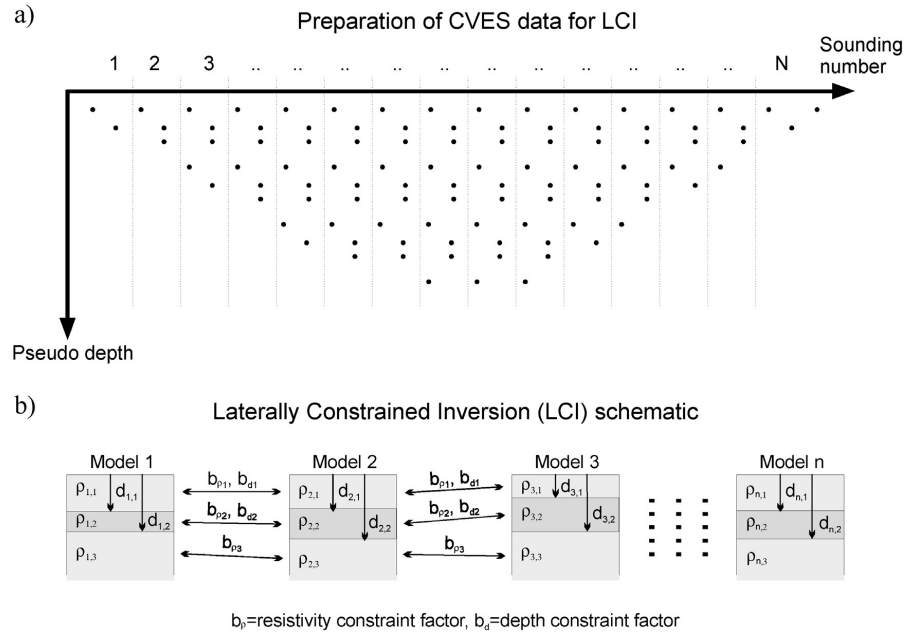 a)
Preparation of CVES data for LCI
1 2 3 .. .. .. .. .. .. .. .. .. .. .. N
Sounding
number
Pseudo depth
b)
Laterally Constrained Inversion (LCI) schematic
Model 1 Model 2 Model 3 Model n
ρ1,1 d1,1 bρ1, bd1 ρ2,1 d2,1 bρ1, bd1 ρ3,1 d3,1 ρn,1 dn,1
ρ1,2 d1,2 bρ2, bd2 ρ2,2 d2,2 bρ2, bd2 ρ3,2 d3,2 ρn,2 dn,2
ρ1,3 bρ3 ρ2,3 bρ3 ρ3,3 ρn,3
bρ=resistivity constraint factor, bd=depth constraint factor